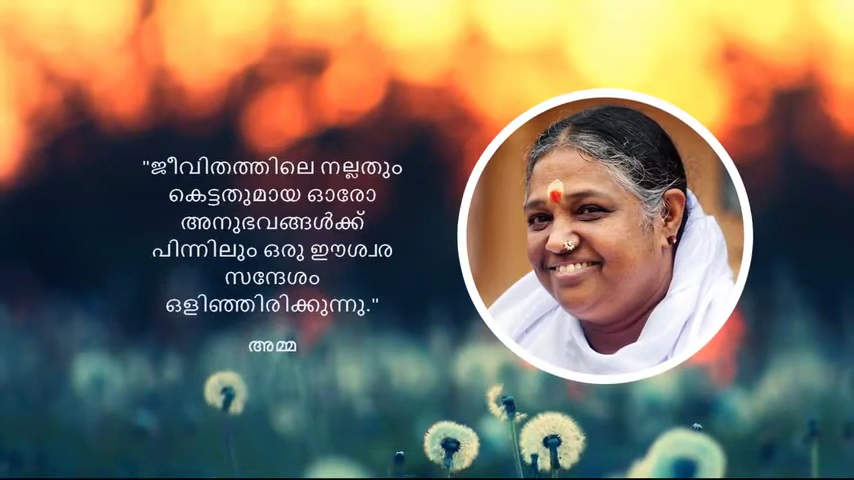 "ജീവിതത്തിലെ നല്ലതും
കെട്ടതുമായ ഓരോ
അനുഭവങ്ങൾക്ക്
പിന്നിലും ഒരു ഈശ്വര
സന്ദേശം
ഒളിഞ്ഞിരിക്കുന്നു."
അമ്മ